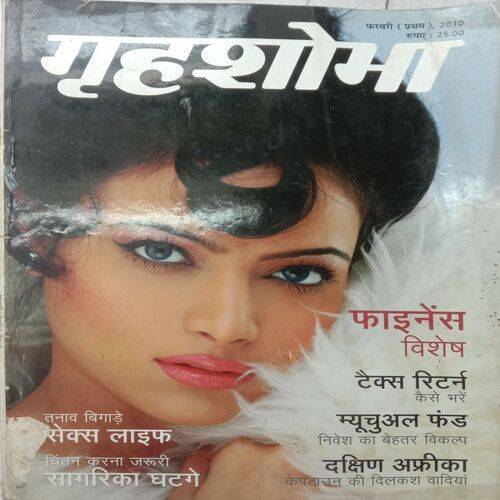 फरवरी ( प्रथम ), 2010
रुपए : 25.00
गृहशोभा
फाइनेंस
विशेष
टैक्स रिटर्न
कैसे भरें
म्यूचुअल फंड
निवेश का बेहतर विकल्प
दक्षिण अफ्रीका
केपटाउन की दिलकश वादियां
तनाव बिगाड़े
सेक्स लाइफ
चिंतन करना जरूरी
सागरिका घटगे